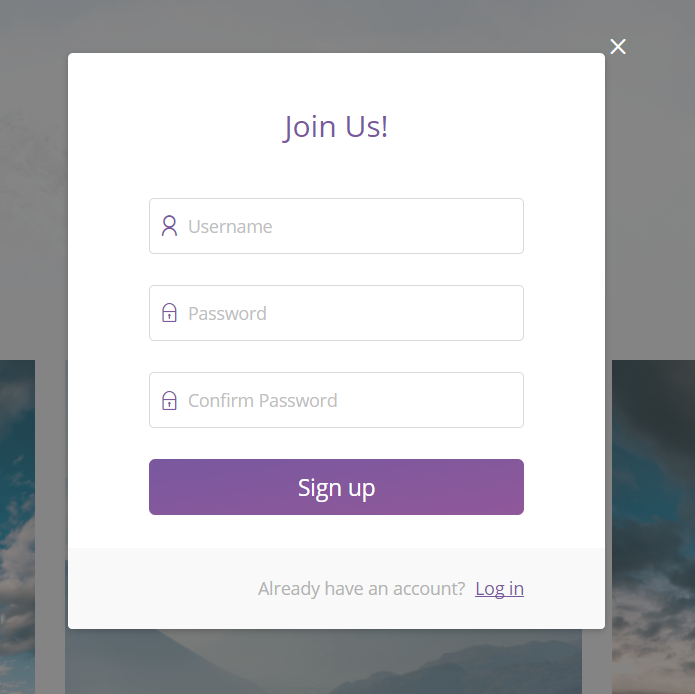 Join Us!
Username
Password
Confirm Password
Sign up
Already have an account? Log in